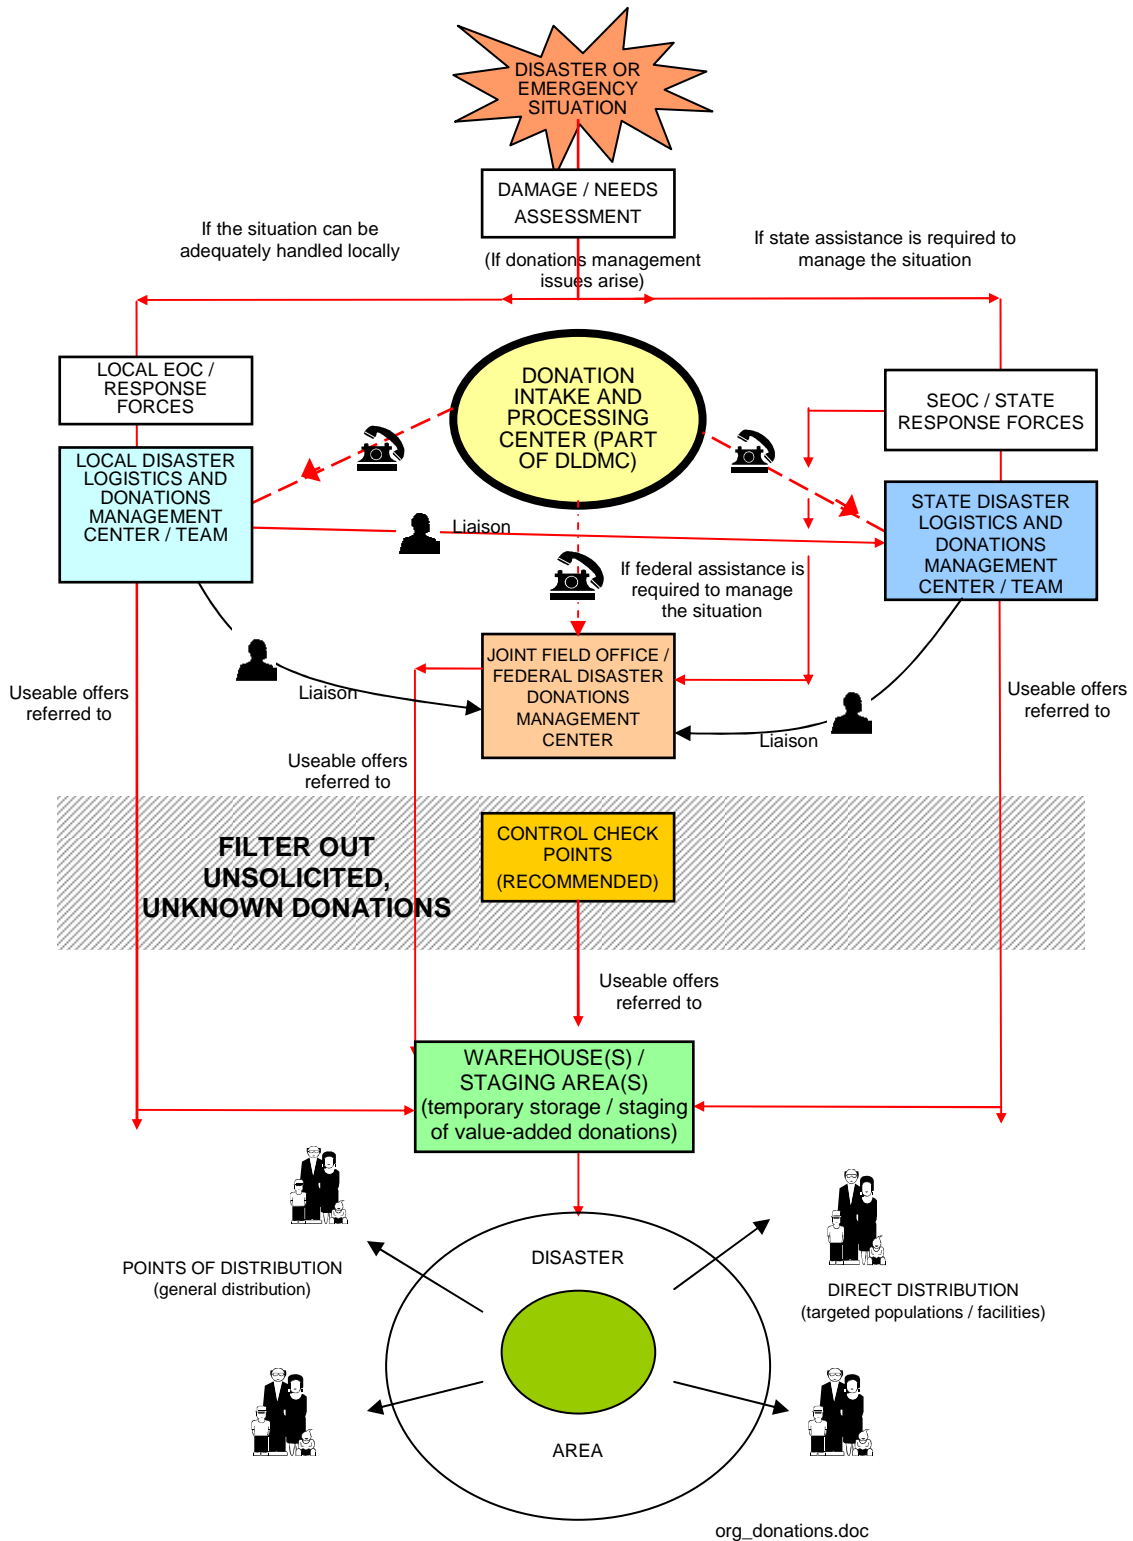 DISASTER OR
EMERGENCY
SITUATION
DAMAGE / NEEDS
ASSESSMENT
If the situation can be
adequately handled locally
(If donations management
issues arise)
If state assistance is required to
manage the situation
LOCAL EOC /
RESPONSE
FORCES
DONATION
INTAKE AND
PROCESSING
CENTER (PART
OF DLDMC)
SEOC / STATE
RESPONSE FORCES
LOCAL DISASTER
LOGISTICS AND
DONATIONS
MANAGEMENT
CENTER / TEAM
Liaison
STATE DISASTER
LOGISTICS AND
DONATIONS
MANAGEMENT
CENTER / TEAM
If federal assistance is
required to manage
the situation
JOINT FIELD OFFICE /
FEDERAL DISASTER
DONATIONS
MANAGEMENT
CENTER
Useable offers
referred to
Liaison
Liaison
Useable offers
referred to
Useable offers
referred to
FILTER OUT
UNSOLICITED,
UNKNOWN DONATIONS
CONTROL CHECK
POINTS
(RECOMMENDED)
Useable offers
referred to
WAREHOUSE(S) /
STAGING AREA(S)
(temporary storage / staging
of value-added donations)
POINTS OF DISTRIBUTION
(general distribution)
DISASTER
AREA
DIRECT DISTRIBUTION
(targeted populations / facilities)
org_donations.doc